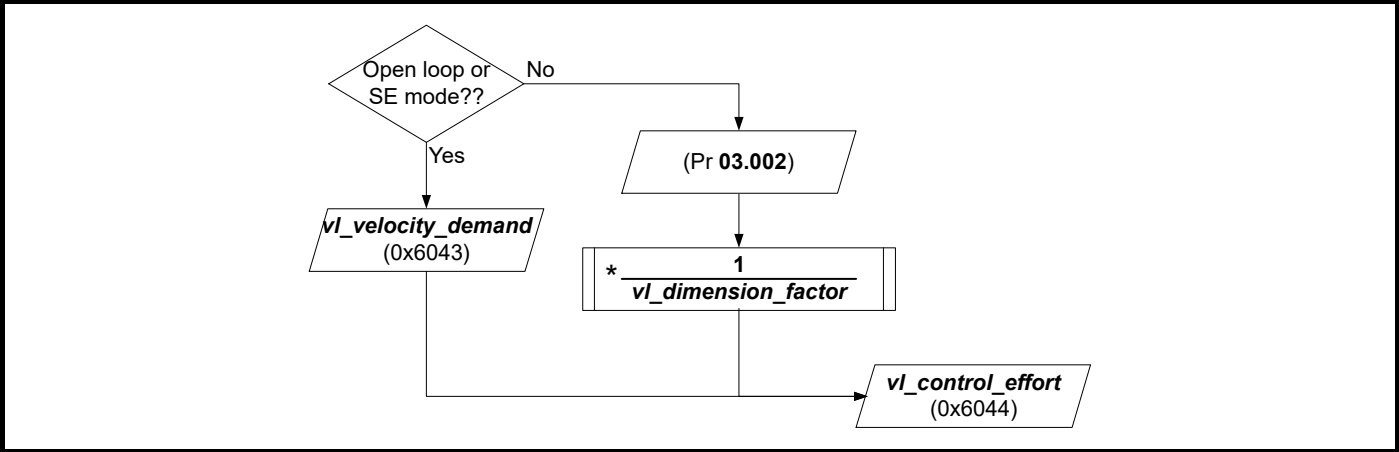 Open loop or
SE mode??
No
Yes
(Pr 03.002)
vl_velocity_demand
(0x6043)
* 1
vl_dimension_factor
vl_control_effort
(0x6044)